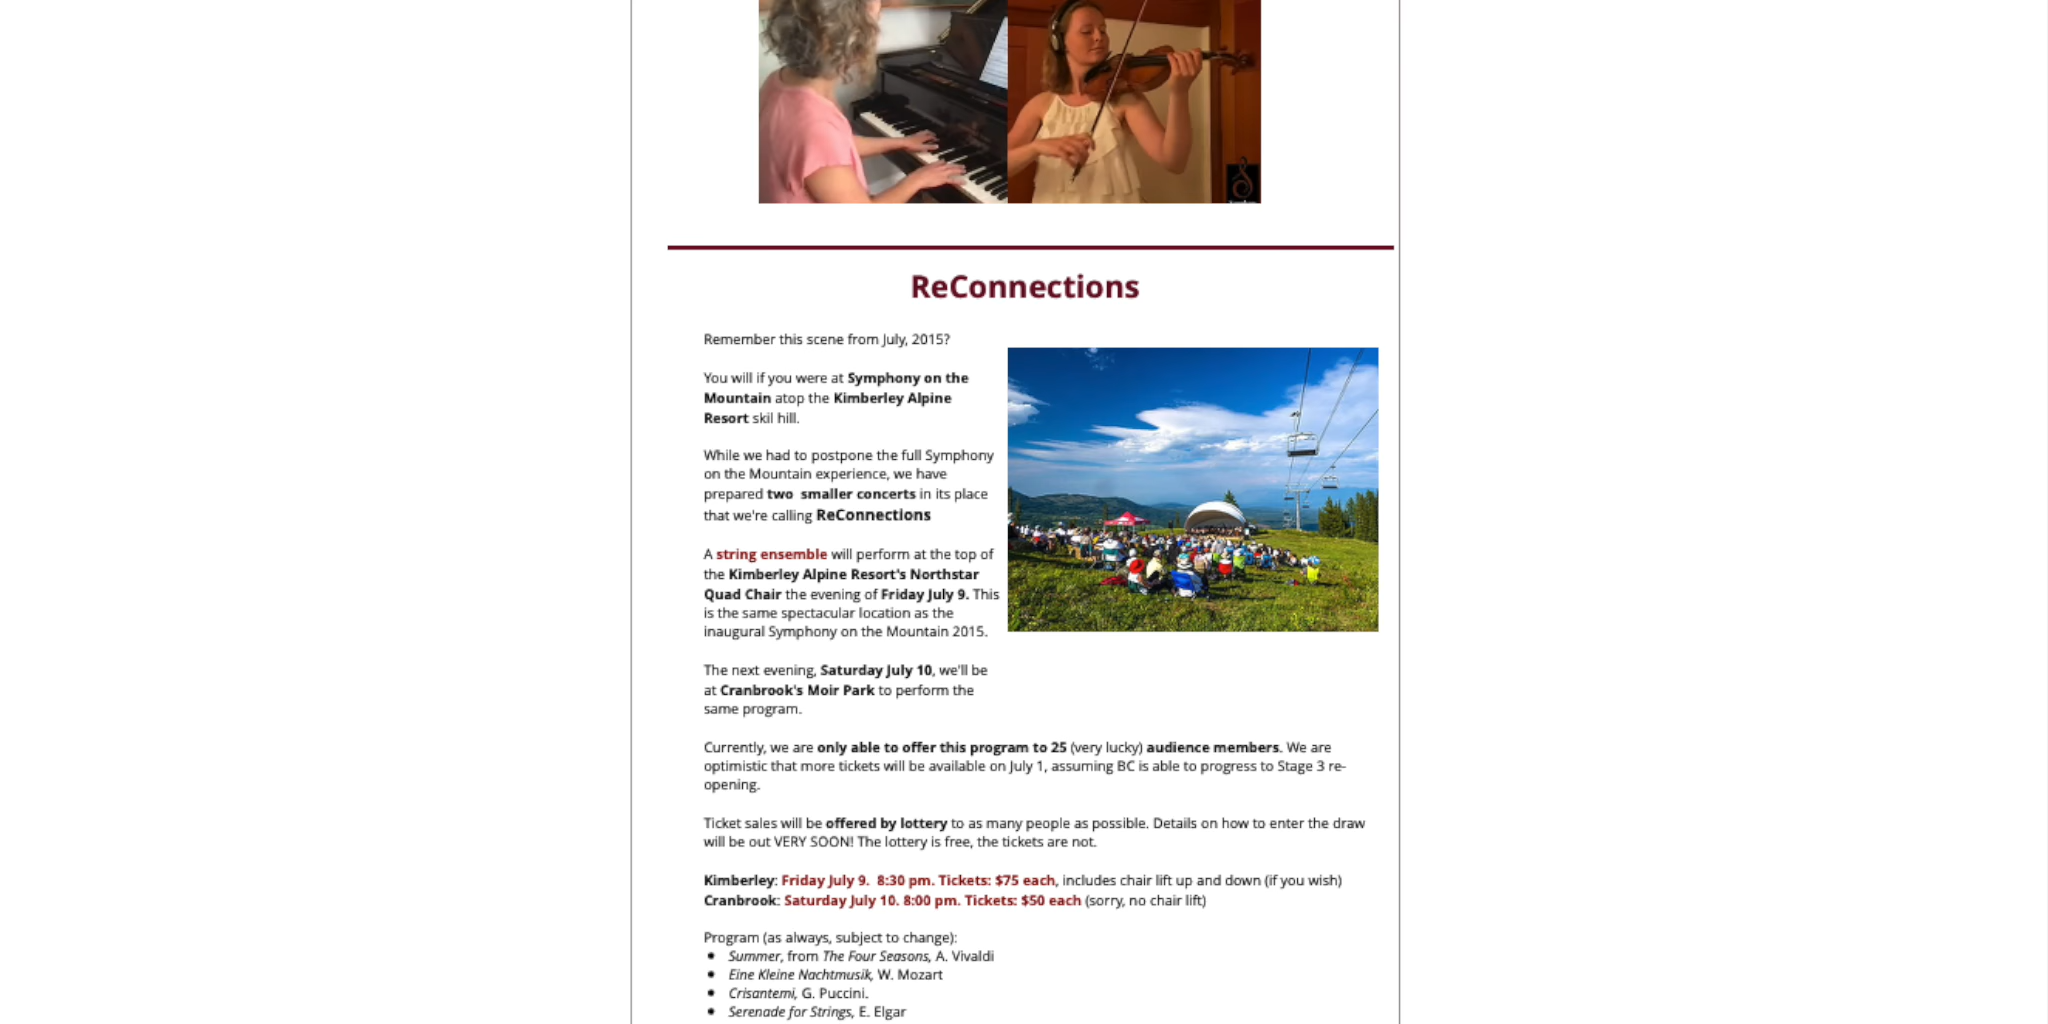 ReConnections
Remember this scene from July, 2015?
You will if you were at Symphony on the
Mountain atop the Kimberley Alpine
Resort skil hill.
While we had to postpone the full Symphony
on the Mountain experience, we have
prepared two  smaller concerts in its place
that we're calling ReConnections
A string ensemble will perform at the top of
the Kimberley Alpine Resort's Northstar
Quad Chair the evening of Friday July 9. This
is the same spectacular location as the
inaugural Symphony on the Mountain 2015.
The next evening, Saturday July 10, we'll be
at Cranbrook's Moir Park to perform the
same program.
Currently, we are only able to offer this program to 25 (very lucky) audience members. We are
optimistic that more tickets will be available on July 1, assuming BC is able to progress to Stage 3 re-
opening.
Ticket sales will be offered by lottery to as many people as possible. Details on how to enter the draw
will be out VERY SOON! The lottery is free, the tickets are not.
Kimberley: Friday July 9.  8:30 pm. Tickets: $75 each, includes chair lift up and down (if you wish)
Cranbrook: Saturday July 10. 8:00 pm. Tickets: $50 each (sorry, no chair lift)
Program (as always, subject to change):
• Summer, from The Four Seasons, A. Vivaldi
• Eine Kleine Nachtmusik, W. Mozart
• Crisantemi, G. Puccini.
• Serenade for Strings, E. Elgar